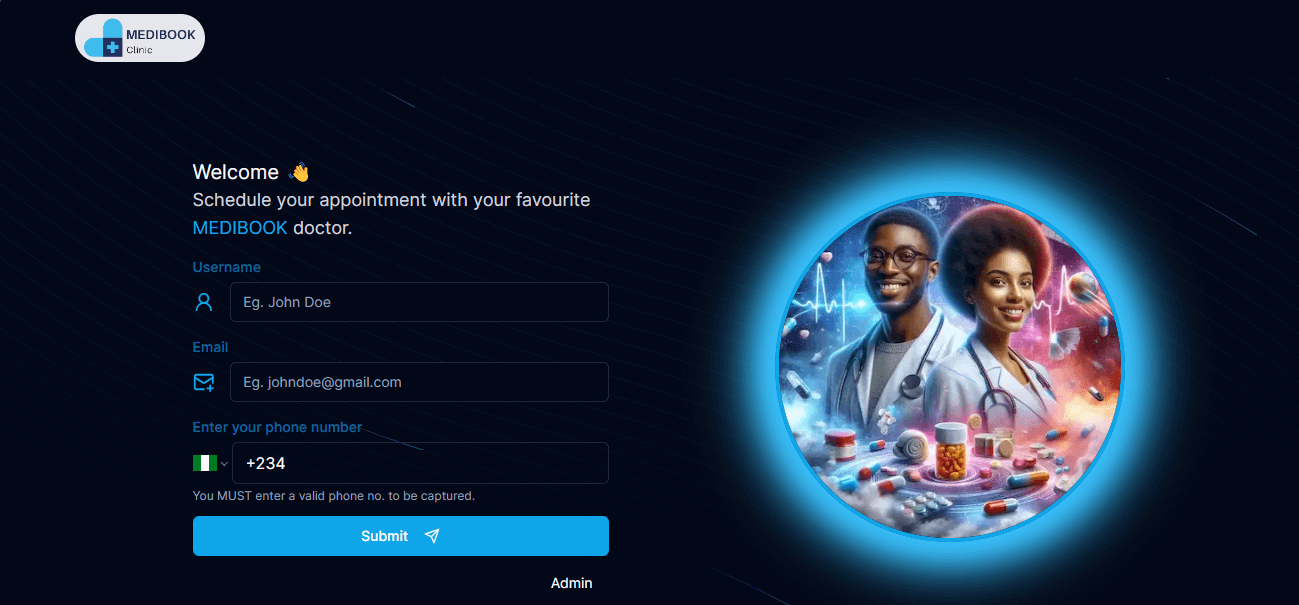 MEDIBOOK
Clinic
Welcome 👋
Schedule your appointment with your favourite
MEDIBOOK doctor.
Username
Eg. John Doe
Email
Eg. johndoe@gmail.com
Enter your phone number
+234
You MUST enter a valid phone no. to be captured.
Submit
Admin